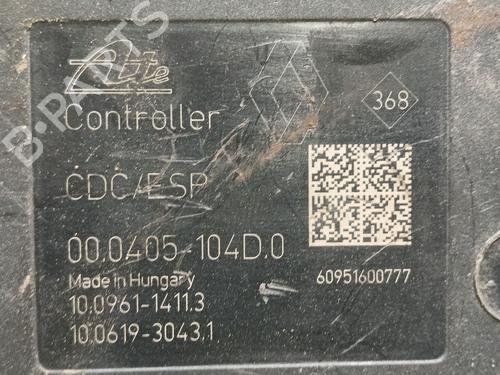 Ate
368
Controller
CDC/ESP
00.0405-104D.0
Made in Hungary
60951600777
10.0961-1411.3
10.0619-3043.1
B-PARTS